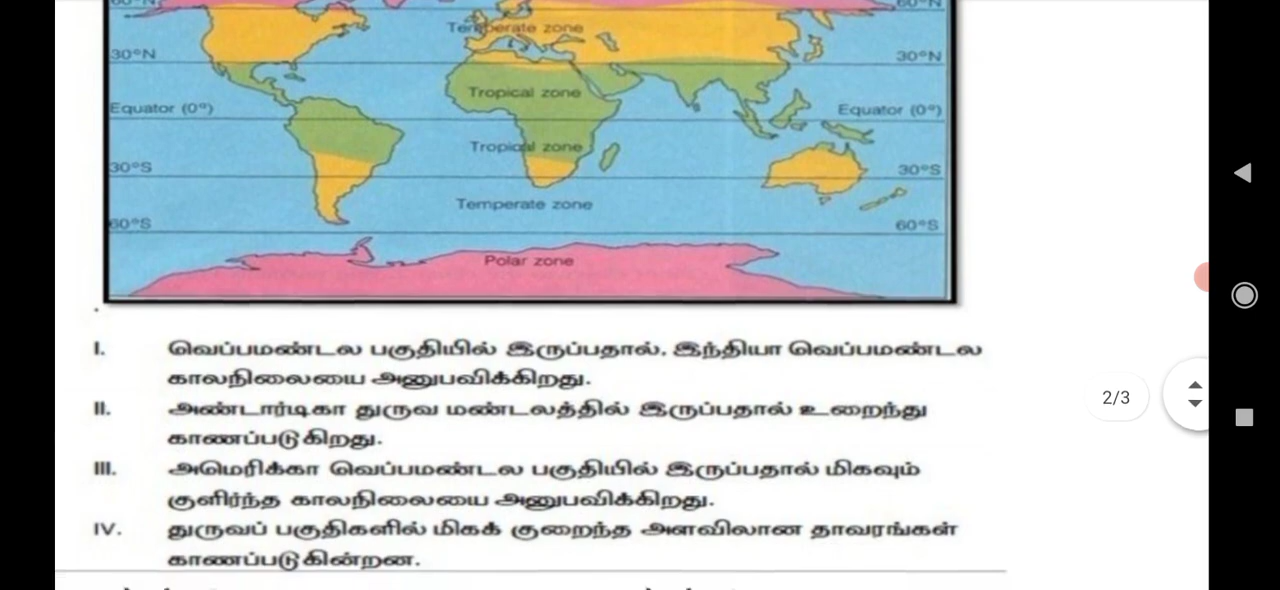 60°N 60°N
Temperate zone
30°N 30°N
Tropical zone
Equator (0°) Equator (0°)
Tropical zone
30°S 30°S
Temperate zone
60°S 60°S
Polar zone
I. வெப்பமண்டல பகுதியில் இருப்பதால், இந்தியா வெப்பமண்டல
காலநிலையை அனுபவிக்கிறது.
II. அண்டார்டிகா துருவ மண்டலத்தில் இருப்பதால் உறைந்து
காணப்படுகிறது.
2/3
III. அமெரிக்கா வெப்பமண்டல பகுதியில் இருப்பதால் மிகவும்
குளிர்ந்த காலநிலையை அனுபவிக்கிறது.
IV. துருவப் பகுதிகளில் மிகக் குறைந்த அளவிலான தாவரங்கள்
காணப்படுகின்றன.